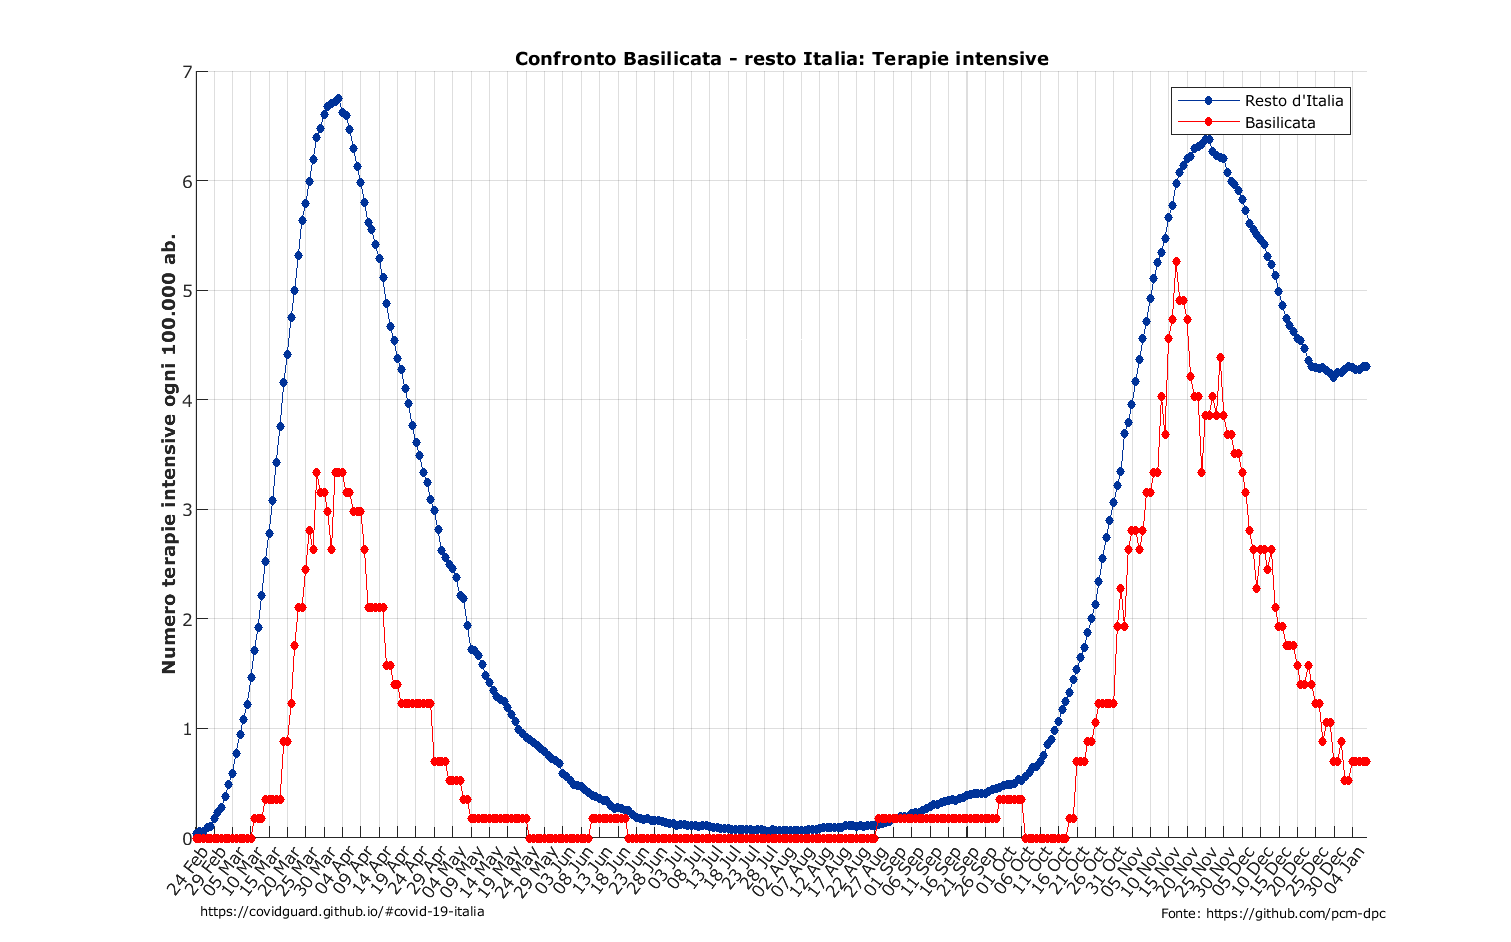 Confronto Basilicata - resto Italia: Terapie intensive
Resto d'Italia
Basilicata
Numero terapie intensive ogni 100.000 ab.
7
6
5
4
3
2
1
0
24 Feb
29 Feb
05 Mar
10 Mar
15 Mar
20 Mar
25 Mar
30 Mar
04 Apr
09 Apr
14 Apr
19 Apr
24 Apr
29 Apr
04 May
09 May
14 May
19 May
24 May
29 May
03 Jun
08 Jun
13 Jun
18 Jun
23 Jun
28 Jun
03 Jul
08 Jul
13 Jul
18 Jul
23 Jul
28 Jul
02 Aug
07 Aug
12 Aug
17 Aug
22 Aug
27 Aug
01 Sep
06 Sep
11 Sep
16 Sep
21 Sep
26 Sep
01 Oct
06 Oct
11 Oct
16 Oct
21 Oct
26 Oct
31 Oct
05 Nov
10 Nov
15 Nov
20 Nov
25 Nov
30 Nov
05 Dec
10 Dec
15 Dec
20 Dec
25 Dec
30 Dec
04 Jan
https://covidguard.github.io/#covid-19-italia
Fonte: https://github.com/pcm-dpc